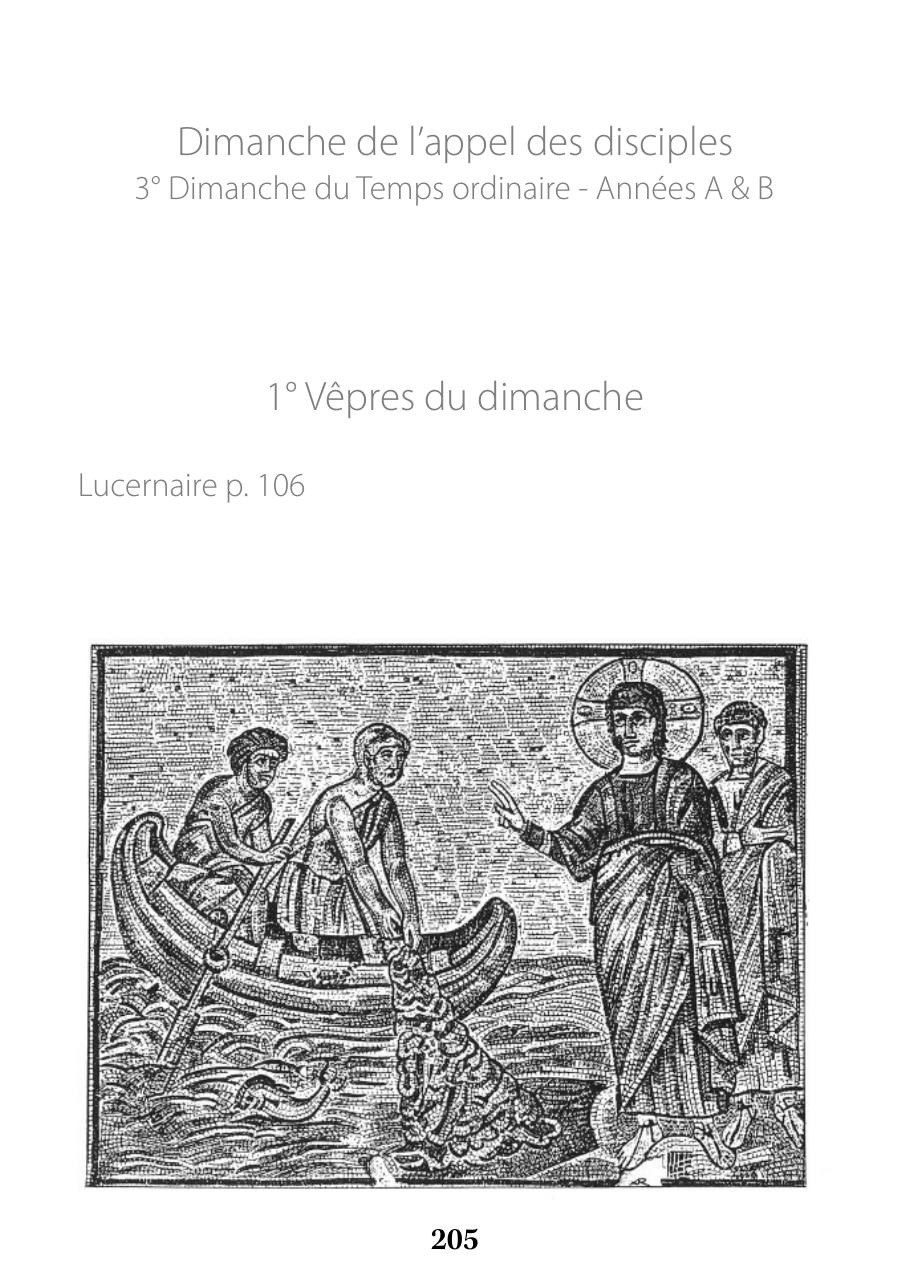 Dimanche de l’appel des disciples
3° Dimanche du Temps ordinaire - Années A & B
1° Vêpres du dimanche
Lucernaire p. 106
205